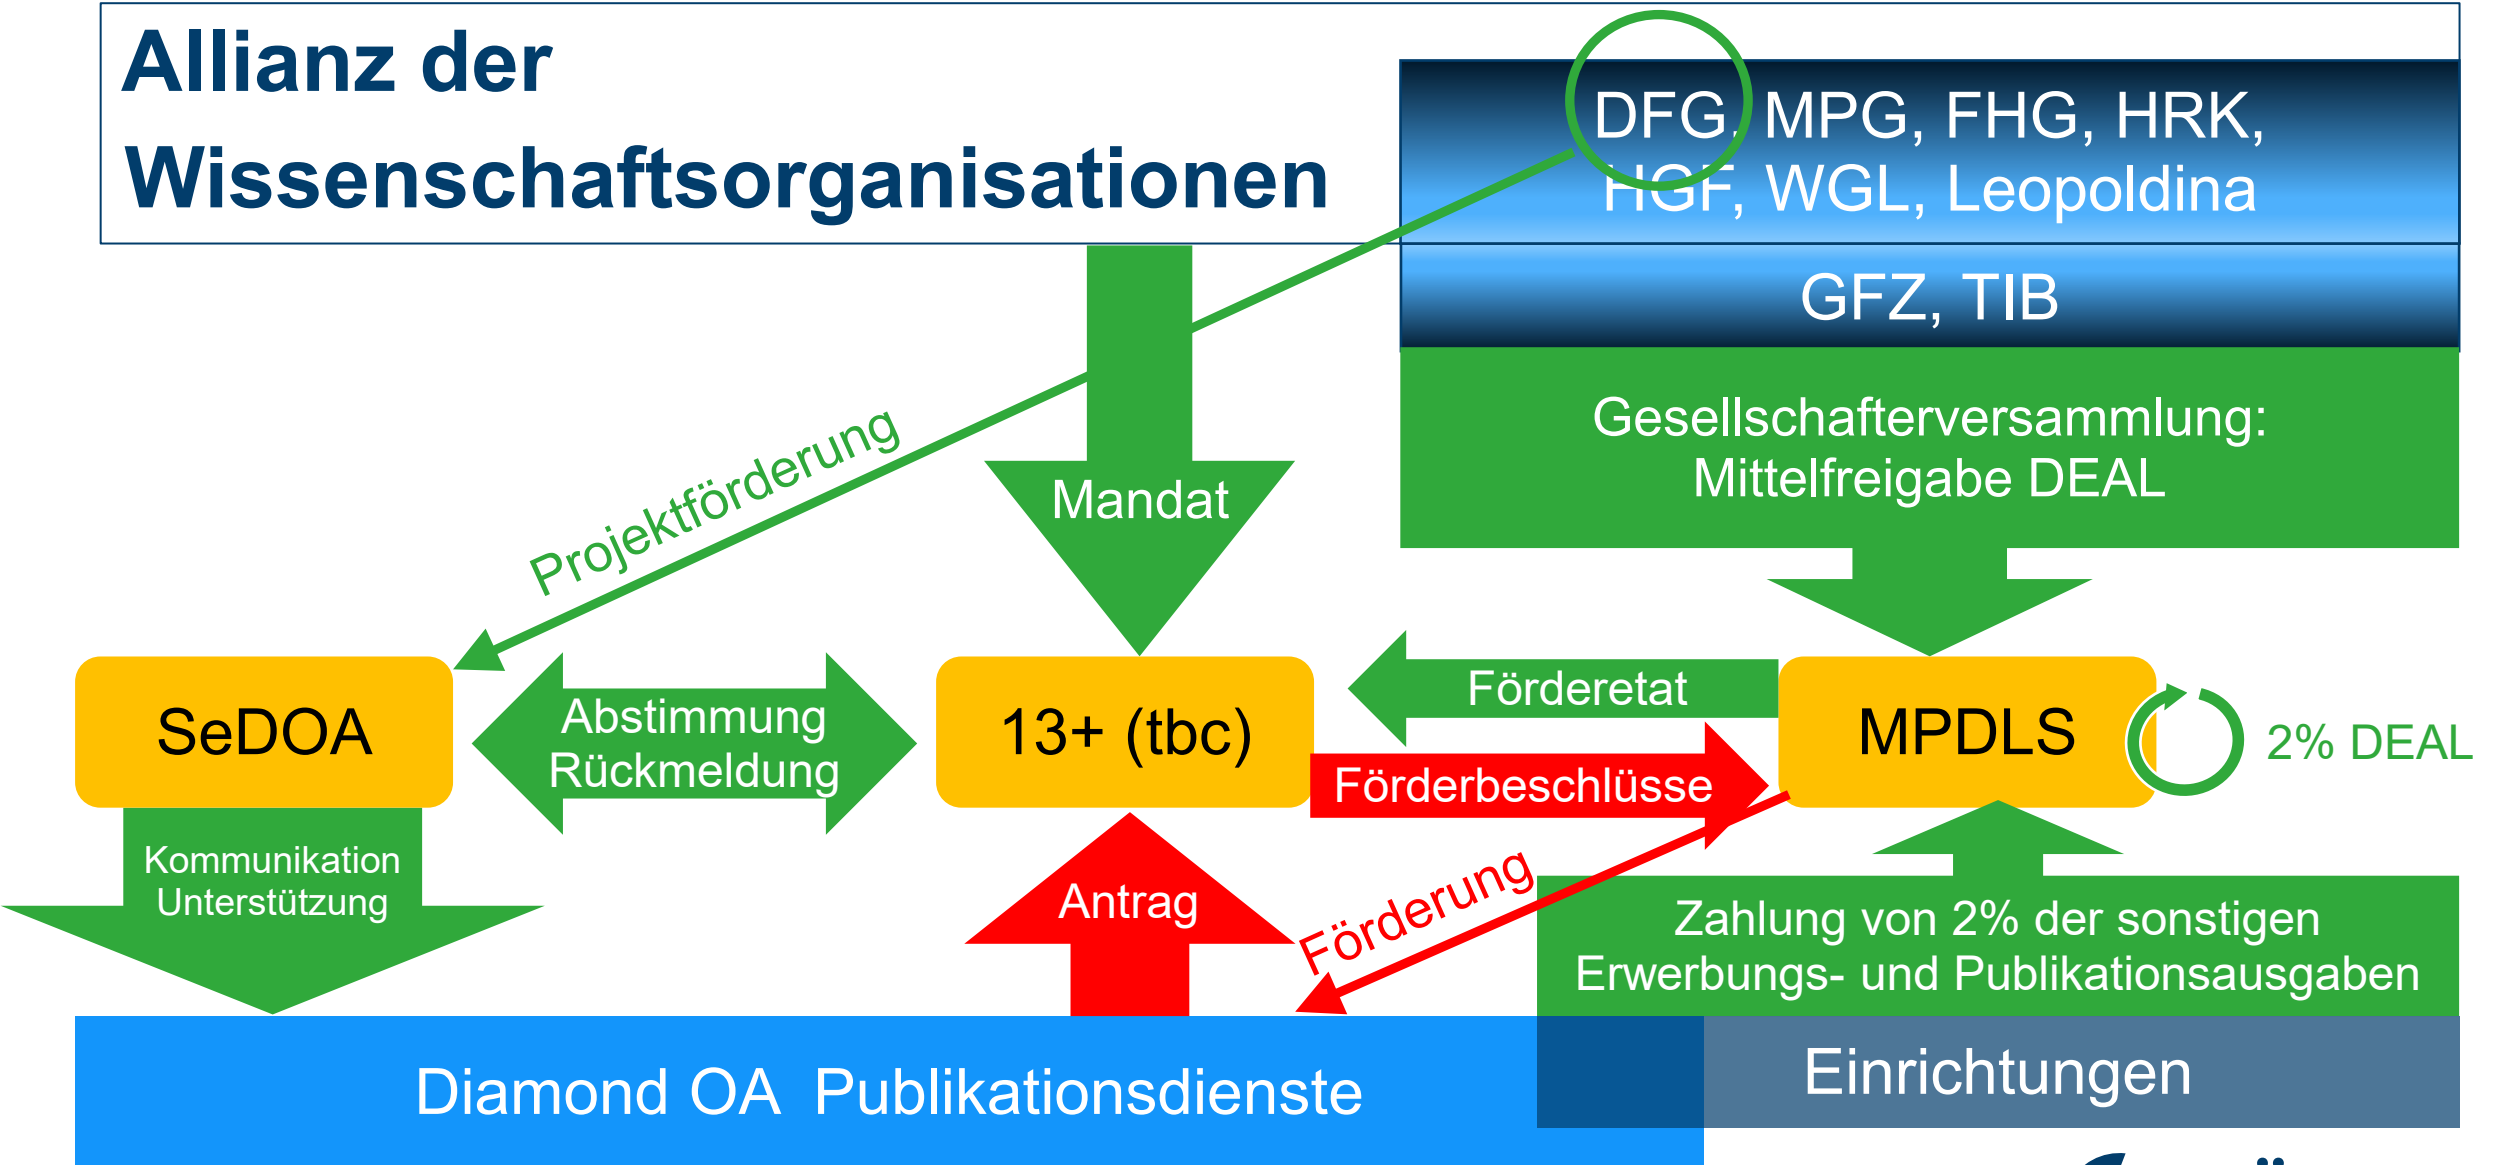 Allianz der
Wissenschaftsorganisationen
DFG, MPG, FHG, HRK,
HGF, WGL, Leopoldina
GFZ, TIB
Gesellschafterversammlung:
Mittelfreigabe DEAL
Projektförderung
Mandat
SeDOA
Abstimmung
Rückmeldung
13+ (tbc)
Förderetat
Förderbeschlüsse
MPDLS
2% DEAL
Kommunikation
Unterstützung
Antrag
Förderung
Zahlung von 2% der sonstigen
Erwerbungs- und Publikationsausgaben
Diamond OA Publikationsdienste
Einrichtungen